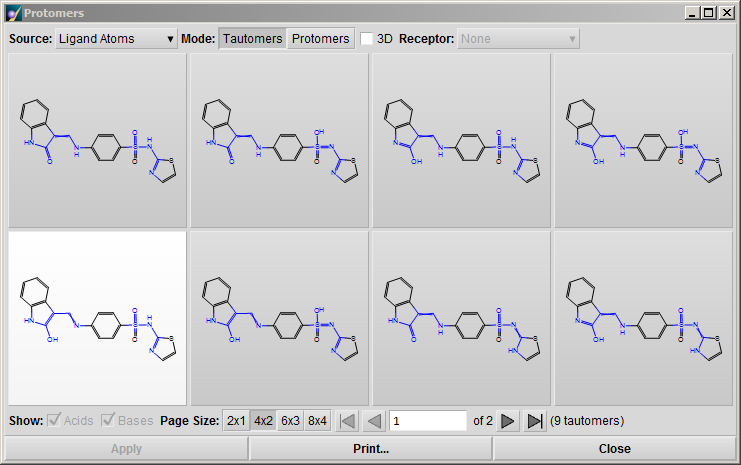 Protomers
Source: Ligand Atoms Mode: Tautomers Protomers 3D Receptor: None
O H S N S HN O N H O N
OH S N S HN O N H O N
O H S N S N OH N H O N
OH S N S N OH N H O N
O H S N S HN OH N O N
OH S N S HN OH N O N
O S N S HN O N H O HN
O S N S N OH N H O HN
Show: Acids Bases Page Size: 2x1 4x2 6x3 8x4 1 of 2 (9 tautomers)
Apply Print... Close